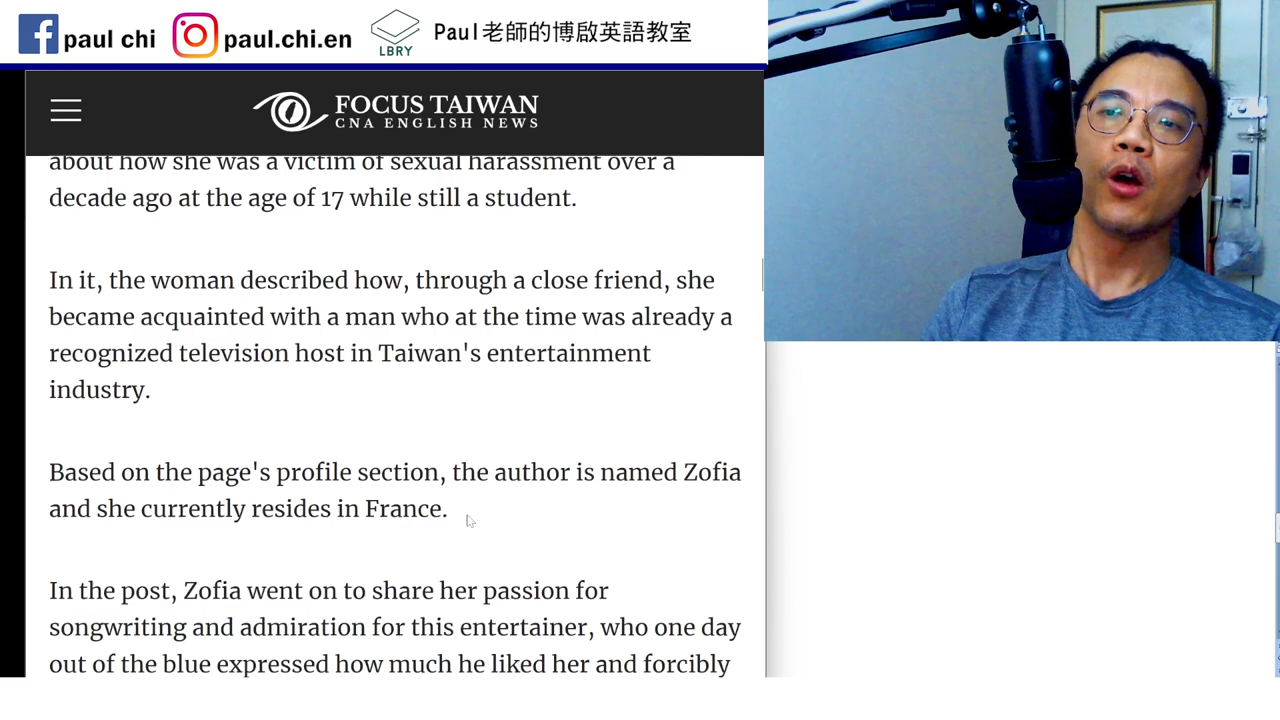 paul chi
paul.chi.en
LBRY
Paul老師的博啟英語教室
FOCUS TAIWAN
CNA ENGLISH NEWS
about how she was a victim of sexual harassment over a
decade ago at the age of 17 while still a student.
In it, the woman described how, through a close friend, she
became acquainted with a man who at the time was already a
recognized television host in Taiwan's entertainment
industry.
Based on the page's profile section, the author is named Zofia
and she currently resides in France.
In the post, Zofia went on to share her passion for
songwriting and admiration for this entertainer, who one day
out of the blue expressed how much he liked her and forcibly